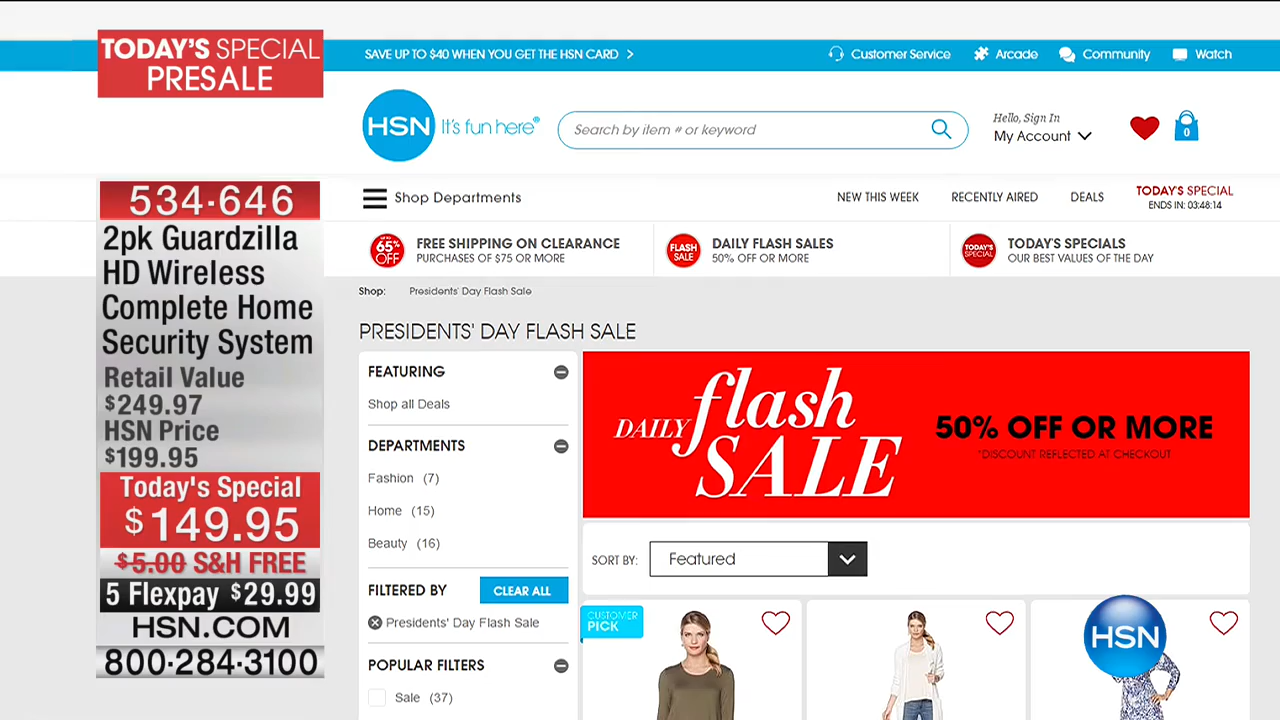 TODAY'S SPECIAL
PRESALE
534-646
2pk Guardzilla
HD Wireless
Complete Home
Security System
Retail Value
$249.97
HSN Price
$199.95
Today's Special
$149.95
$5.00 S&H FREE
5 Flexpay $29.99
HSN.COM
800-284-3100
SAVE UP TO $40 WHEN YOU GET THE HSN CARD >
Customer Service
Arcade
Community
Watch
HSN It's fun here®
Search by item # or keyword
Hello, Sign In
My Account
0
Shop Departments
NEW THIS WEEK
RECENTLY AIRED
DEALS
TODAY'S SPECIAL
ENDS IN: 03:48:14
UP TO
65%
OFF
FREE SHIPPING ON CLEARANCE
PURCHASES OF $75 OR MORE
FLASH
SALE
DAILY FLASH SALES
50% OFF OR MORE
TODAY'S
SPECIAL
TODAY'S SPECIALS
OUR BEST VALUES OF THE DAY
Shop: Presidents' Day Flash Sale
PRESIDENTS' DAY FLASH SALE
FEATURING
Shop all Deals
DEPARTMENTS
Fashion (7)
Home (15)
Beauty (16)
FILTERED BY
CLEAR ALL
Presidents' Day Flash Sale
POPULAR FILTERS
Sale (37)
DAILY flash
SALE
50% OFF OR MORE
*DISCOUNT REFLECTED AT CHECKOUT
SORT BY: Featured
CUSTOMER
PICK
HSN